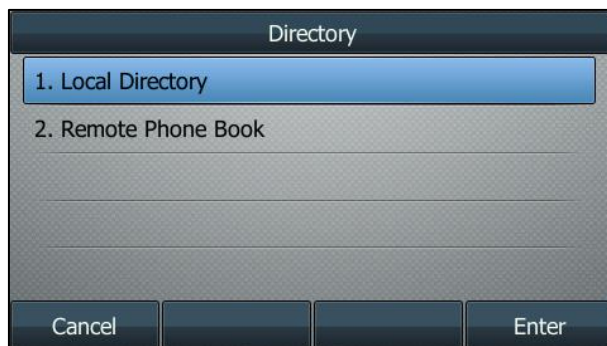 Directory
1. Local Directory
2. Remote Phone Book
Cancel
Enter